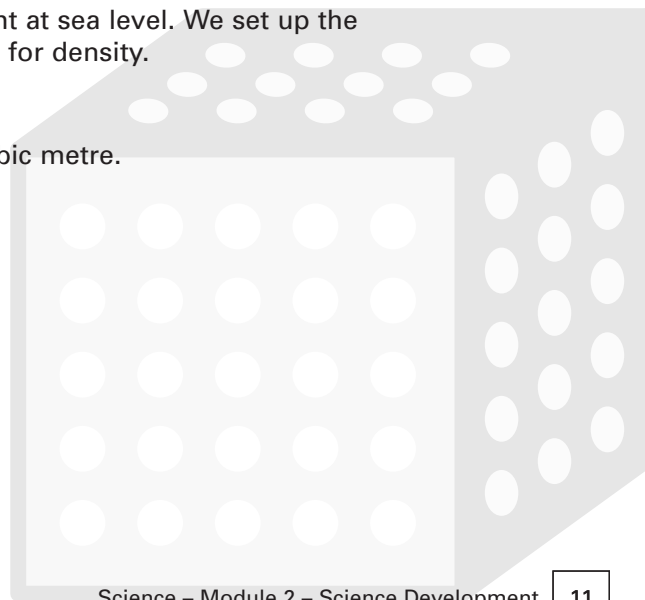 nt at sea level. We set up the
for density.
bic metre.
Science – Module 2 – Science Development 11